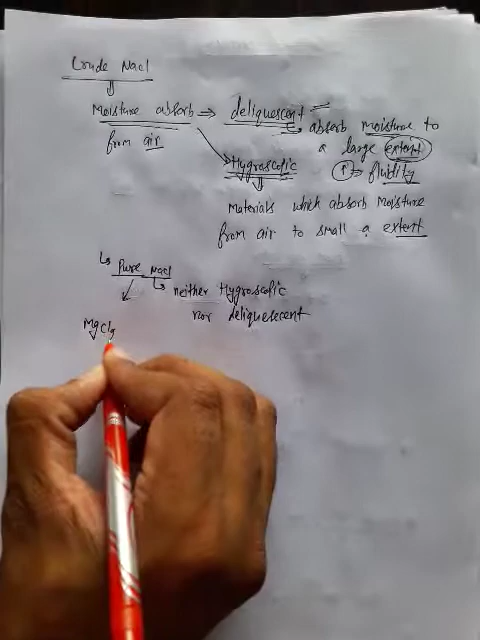 Crude Nacl
⇓
Moisture absorb ⇒ deliquescent
from air
↳ absorb moisture to
a large extent
↑ ⇒ fluidity
Hygroscopic
⇓
Materials which absorb Moisture
from air to small a extent
↳ Pure Nacl
↳ neither Hygroscopic
nor deliquesecent
MgCl2